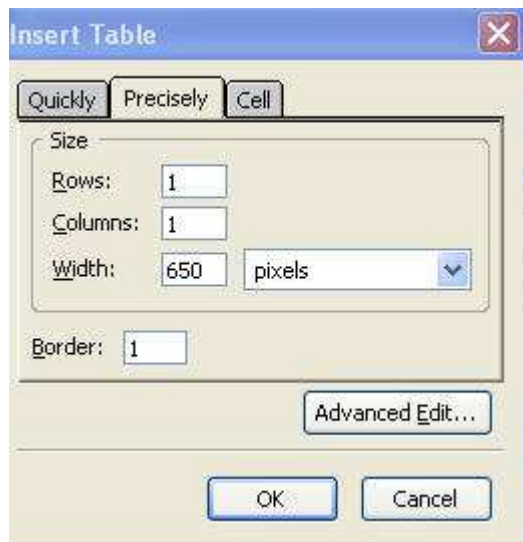 Insert Table
Quickly Precisely Cell
Size
Rows: 1
Columns: 1
Width: 650 pixels
Border: 1
Advanced Edit...
OK Cancel